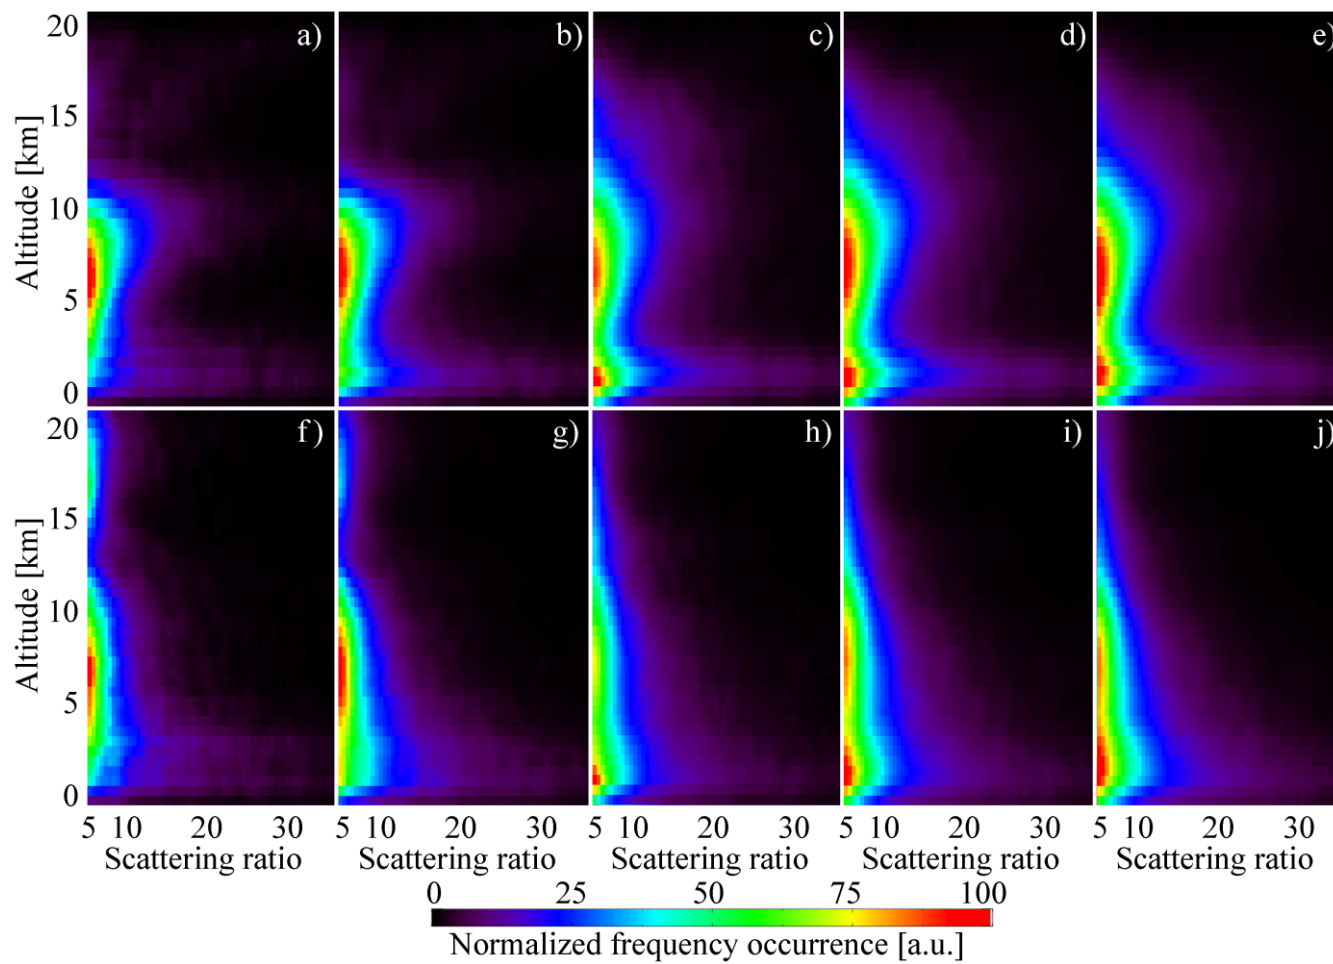 20
15
10
5
0
Altitude [km]
a)
b)
c)
d)
e)
20
15
10
5
0
Altitude [km]
f)
g)
h)
i)
j)
5 10 20 30
5 10 20 30
5 10 20 30
5 10 20 30
5 10 20 30
Scattering ratio
Scattering ratio
Scattering ratio
Scattering ratio
Scattering ratio
0 25 50 75 100
Normalized frequency occurrence [a.u.]